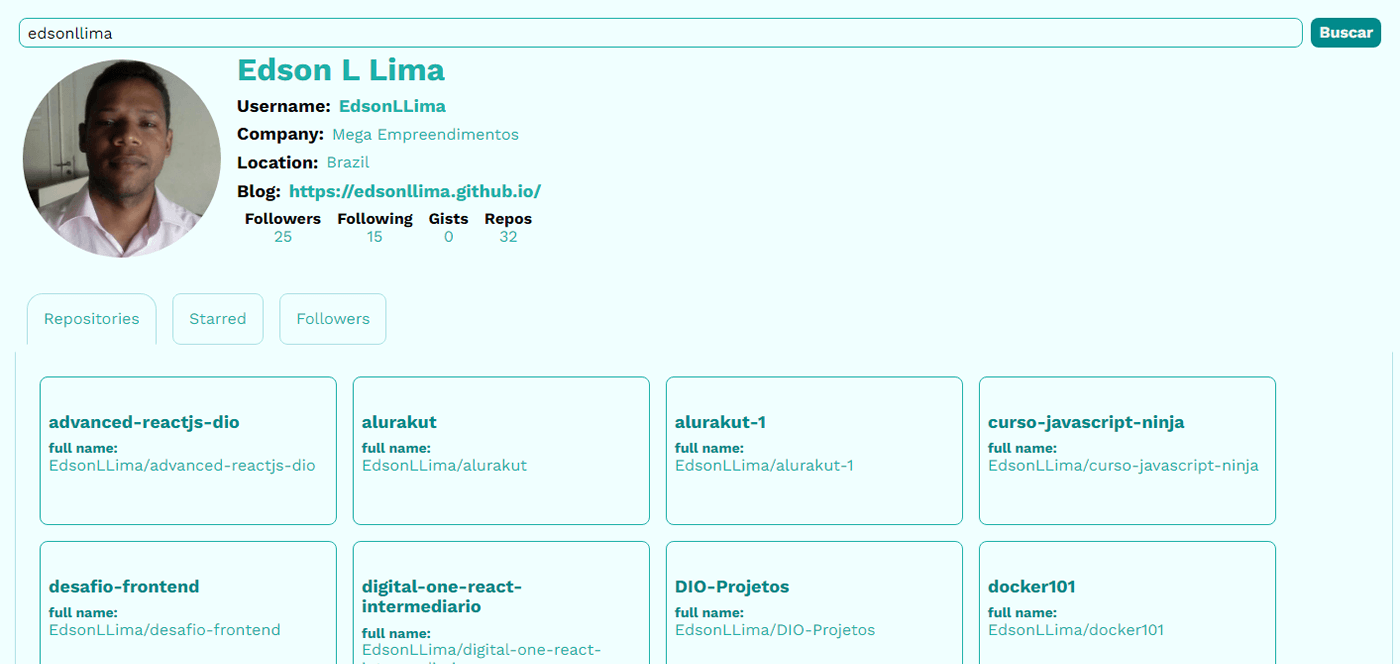 edsonllima
Buscar
Edson L Lima
Username: EdsonLLima
Company: Mega Empreendimentos
Location: Brazil
Blog: https://edsonllima.github.io/
Followers Following Gists Repos
25 15 0 32
Repositories Starred Followers
advanced-reactjs-dio
full name:
EdsonLLima/advanced-reactjs-dio
alurakut
full name:
EdsonLLima/alurakut
alurakut-1
full name:
EdsonLLima/alurakut-1
curso-javascript-ninja
full name:
EdsonLLima/curso-javascript-ninja
desafio-frontend
full name:
EdsonLLima/desafio-frontend
digital-one-react-
intermediario
full name:
EdsonLLima/digital-one-react-
DIO-Projetos
full name:
EdsonLLima/DIO-Projetos
docker101
full name:
EdsonLLima/docker101